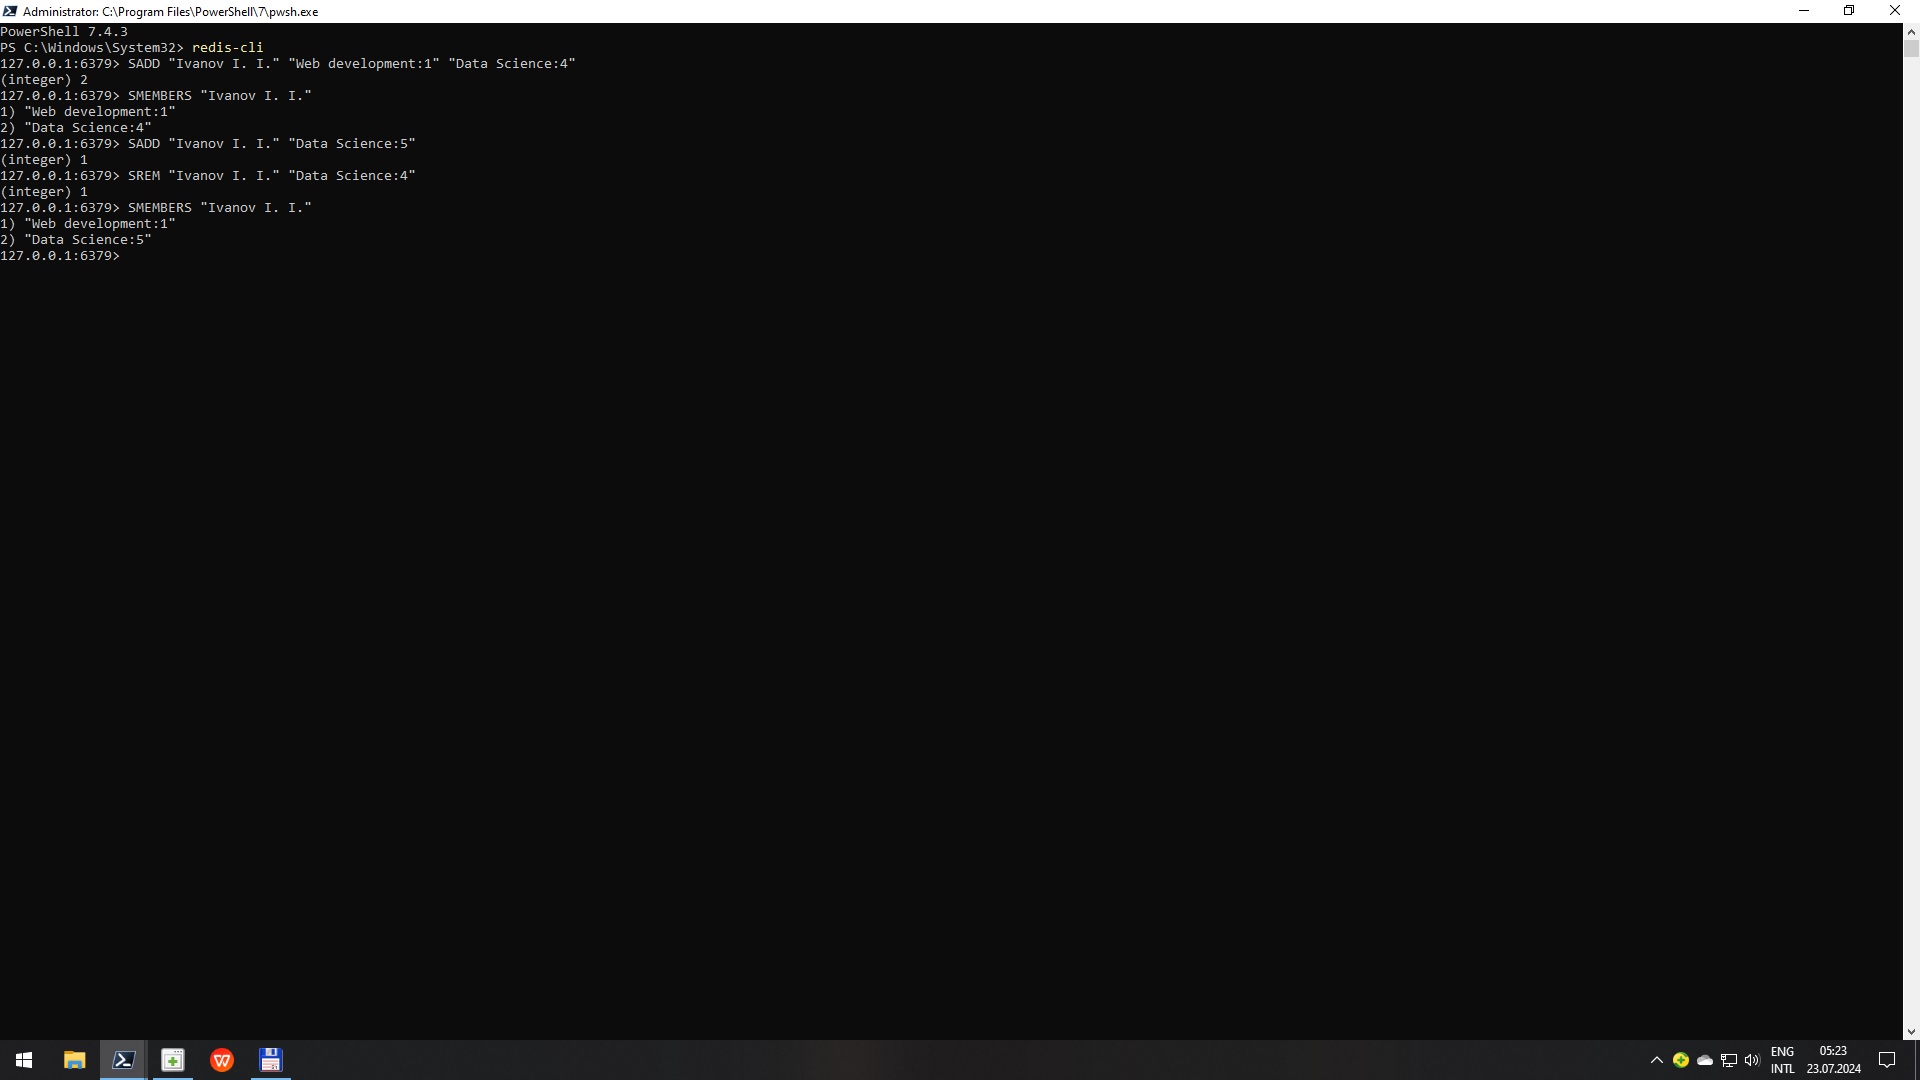 Administrator: C:\Program Files\PowerShell\7\pwsh.exe
PowerShell 7.4.3
PS C:\Windows\System32> redis-cli
127.0.0.1:6379> SADD "Ivanov I. I." "Web development:1" "Data Science:4"
(integer) 2
127.0.0.1:6379> SMEMBERS "Ivanov I. I."
1) "Web development:1"
2) "Data Science:4"
127.0.0.1:6379> SADD "Ivanov I. I." "Data Science:5"
(integer) 1
127.0.0.1:6379> SREM "Ivanov I. I." "Data Science:4"
(integer) 1
127.0.0.1:6379> SMEMBERS "Ivanov I. I."
1) "Web development:1"
2) "Data Science:5"
127.0.0.1:6379>
ENG 05:23
INTL 23.07.2024